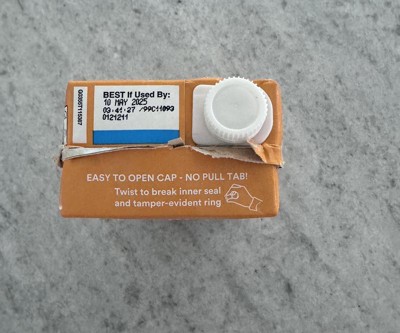 BEST If Used By:
10 MAY 2025
03:41:27 /99C11093
0121211
EASY TO OPEN CAP - NO PULL TAB!
Twist to break inner seal
and tamper-evident ring